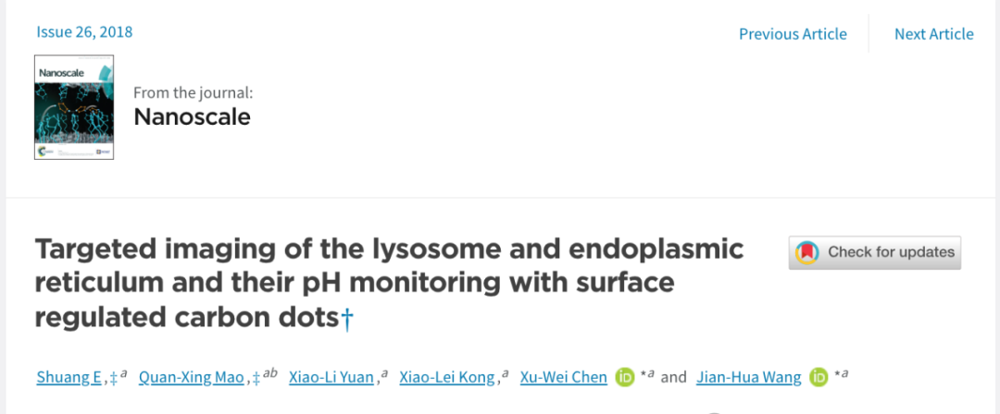 Issue 26, 2018
Previous Article
Next Article
Nanoscale
From the journal:
Nanoscale
Targeted imaging of the lysosome and endoplasmic
reticulum and their pH monitoring with surface
regulated carbon dots†
Check for updates
Shuang E,‡ᵃ Quan-Xing Mao,‡ᵃᵇ Xiao-Li Yuan,ᵃ Xiao-Lei Kong,ᵃ Xu-Wei Chen iD *ᵃ and Jian-Hua Wang iD *ᵃ